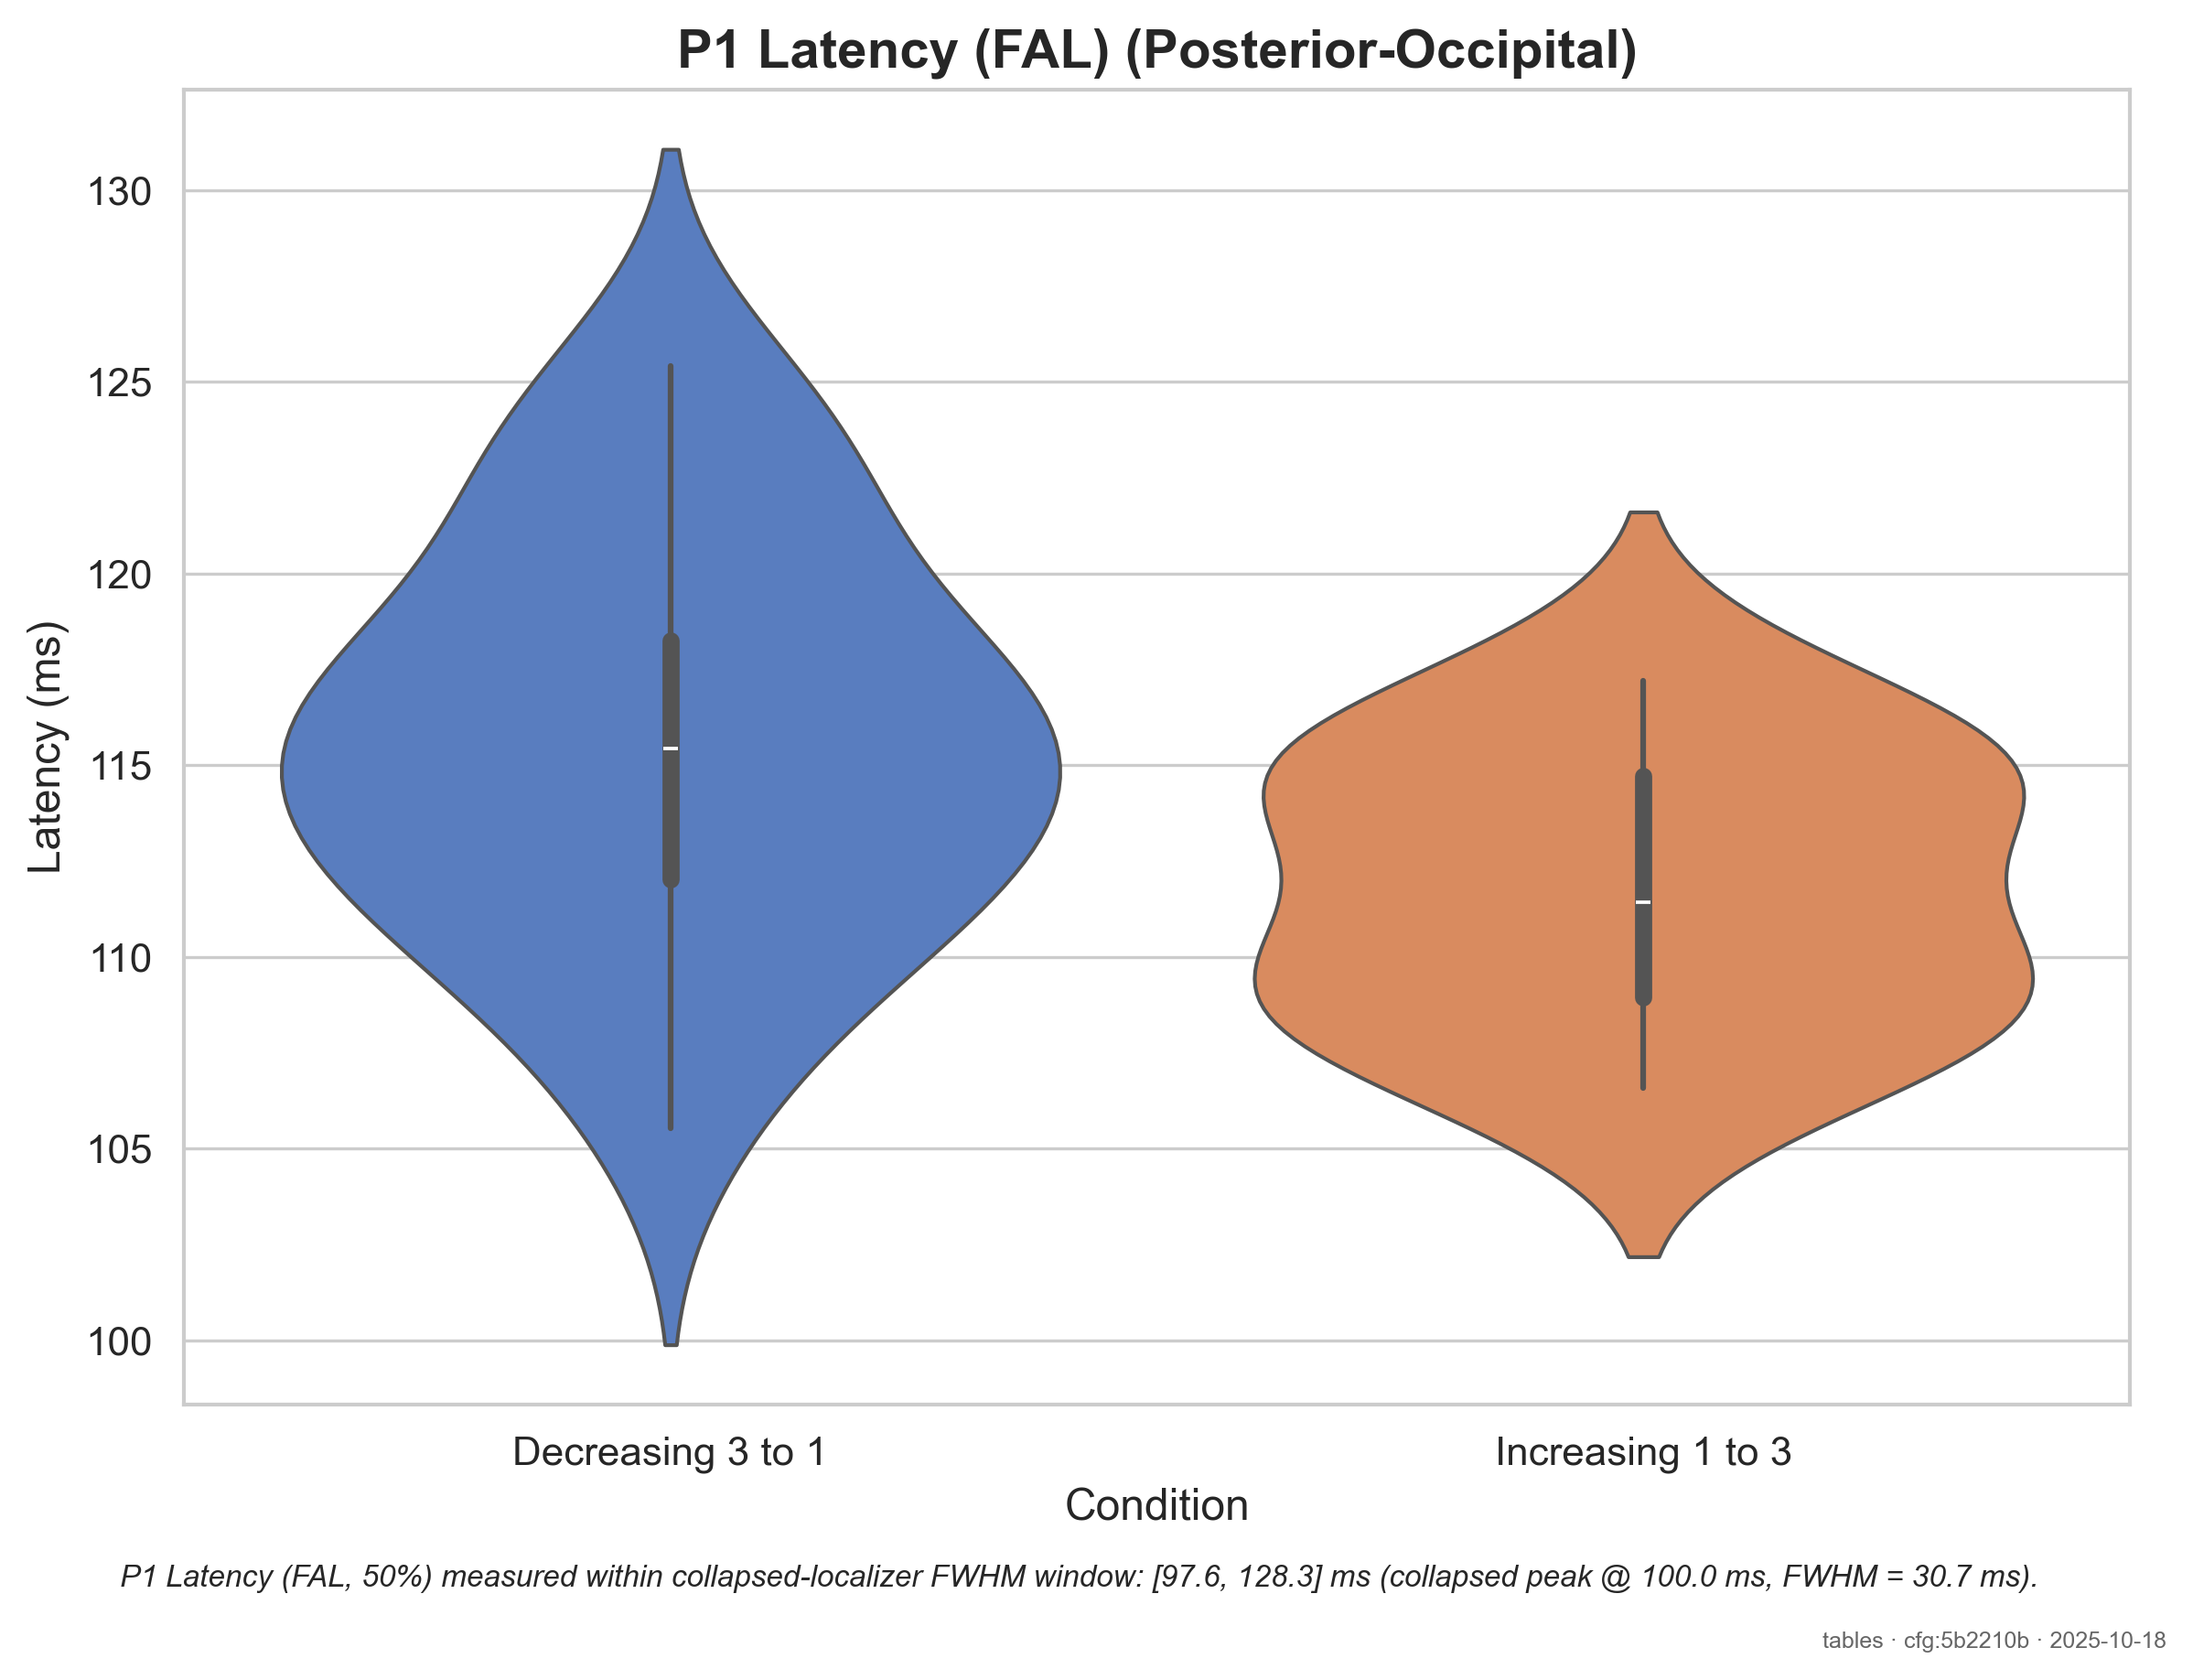 P1 Latency (FAL) (Posterior-Occipital)
Latency (ms)
130
125
120
115
110
105
100
Decreasing 3 to 1
Increasing 1 to 3
Condition
P1 Latency (FAL, 50%) measured within collapsed-localizer FWHM window: [97.6, 128.3] ms (collapsed peak @ 100.0 ms, FWHM = 30.7 ms).
tables · cfg:5b2210b · 2025-10-18